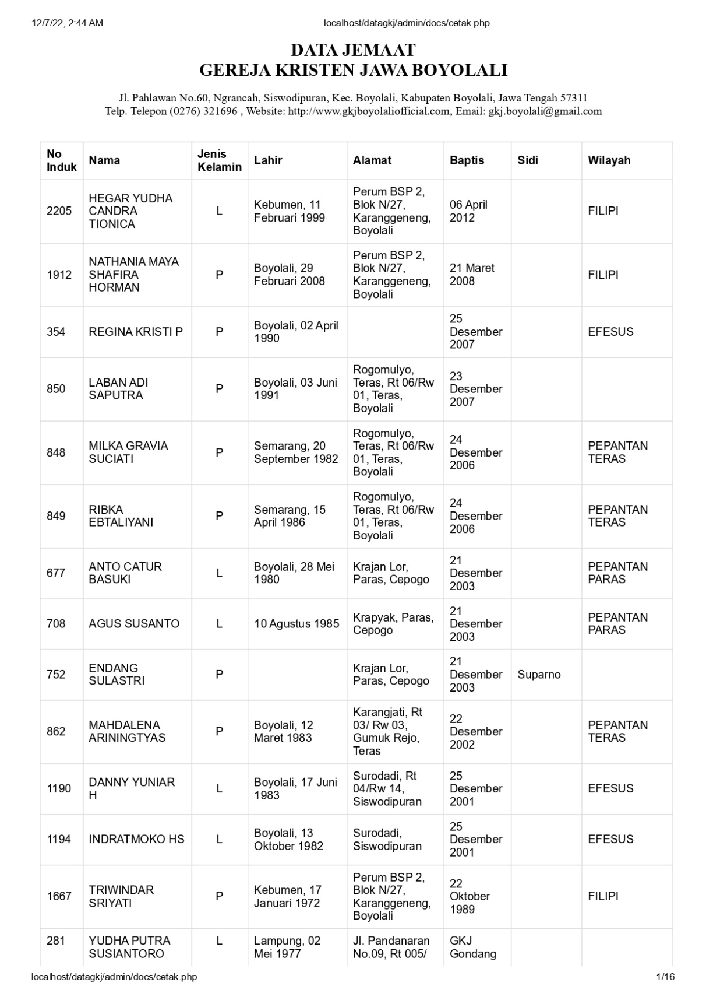 12/7/22, 2:44 AM
localhost/datagkj/admin/docs/cetak.php
DATA JEMAAT
GEREJA KRISTEN JAWA BOYOLALI
Jl. Pahlawan No.60, Ngrancah, Siswodipuran, Kec. Boyolali, Kabupaten Boyolali, Jawa Tengah 57311
Telp. Telepon (0276) 321696 , Website: http://www.gkjboyolaliofficial.com, Email: gkj.boyolali@gmail.com
No
Induk
Nama
Jenis
Kelamin
Lahir
Alamat
Baptis
Sidi
Wilayah
2205
HEGAR YUDHA
CANDRA
TIONICA
L
Kebumen, 11
Februari 1999
Perum BSP 2,
Blok N/27,
Karanggeneng,
Boyolali
06 April
2012
FILIPI
1912
NATHANIA MAYA
SHAFIRA
HORMAN
P
Boyolali, 29
Februari 2008
Perum BSP 2,
Blok N/27,
Karanggeneng,
Boyolali
21 Maret
2008
FILIPI
354
REGINA KRISTI P
P
Boyolali, 02 April
1990
25
Desember
2007
EFESUS
850
LABAN ADI
SAPUTRA
P
Boyolali, 03 Juni
1991
Rogomulyo,
Teras, Rt 06/Rw
01, Teras,
Boyolali
23
Desember
2007
848
MILKA GRAVIA
SUCIATI
P
Semarang, 20
September 1982
Rogomulyo,
Teras, Rt 06/Rw
01, Teras,
Boyolali
24
Desember
2006
PEPANTAN
TERAS
849
RIBKA
EBTALIYANI
P
Semarang, 15
April 1986
Rogomulyo,
Teras, Rt 06/Rw
01, Teras,
Boyolali
24
Desember
2006
PEPANTAN
TERAS
677
ANTO CATUR
BASUKI
L
Boyolali, 28 Mei
1980
Krajan Lor,
Paras, Cepogo
21
Desember
2003
PEPANTAN
PARAS
708
AGUS SUSANTO
L
10 Agustus 1985
Krapyak, Paras,
Cepogo
21
Desember
2003
PEPANTAN
PARAS
752
ENDANG
SULASTRI
P
Krajan Lor,
Paras, Cepogo
21
Desember
2003
Suparno
862
MAHDALENA
ARININGTYAS
P
Boyolali, 12
Maret 1983
Karangjati, Rt
03/ Rw 03,
Gumuk Rejo,
Teras
22
Desember
2002
PEPANTAN
TERAS
1190
DANNY YUNIAR
H
L
Boyolali, 17 Juni
1983
Surodadi, Rt
04/Rw 14,
Siswodipuran
25
Desember
2001
EFESUS
1194
INDRATMOKO HS
L
Boyolali, 13
Oktober 1982
Surodadi,
Siswodipuran
25
Desember
2001
EFESUS
1667
TRIWINDAR
SRIYATI
P
Kebumen, 17
Januari 1972
Perum BSP 2,
Blok N/27,
Karanggeneng,
Boyolali
22
Oktober
1989
FILIPI
281
YUDHA PUTRA
SUSIANTORO
L
Lampung, 02
Mei 1977
Jl. Pandanaran
No.09, Rt 005/
GKJ
Gondang
localhost/datagkj/admin/docs/cetak.php
1/16